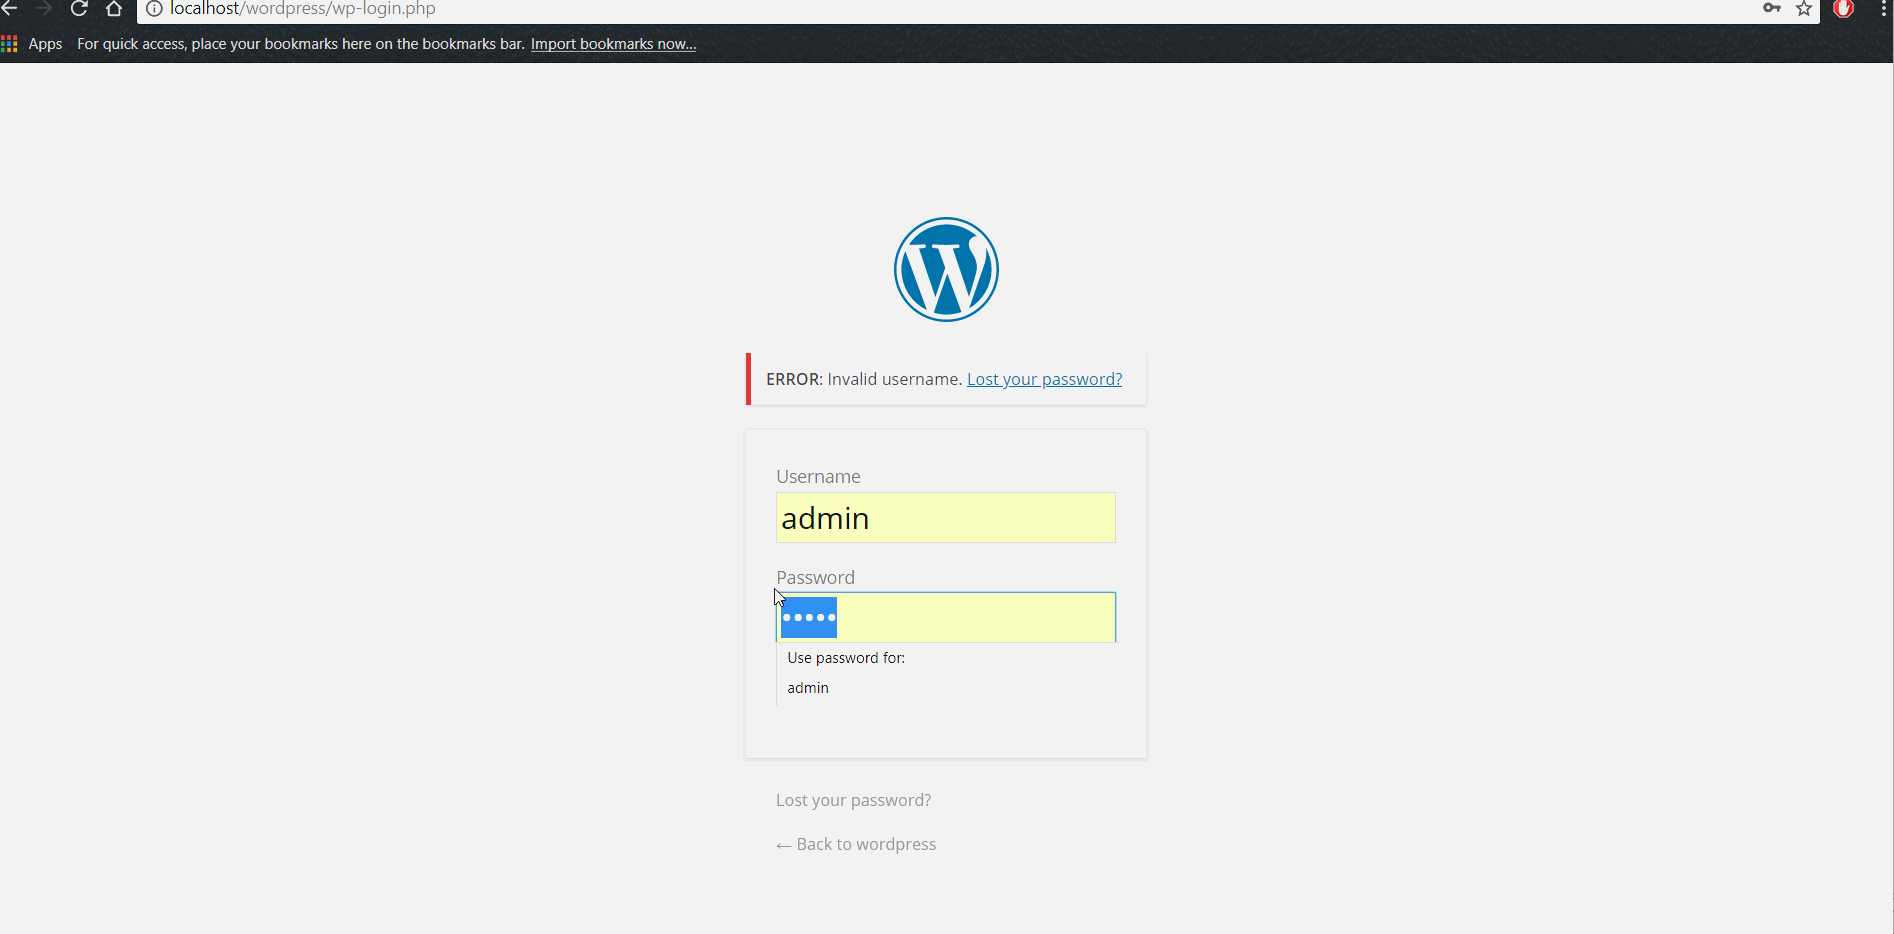 localhost/wordpress/wp-login.php
Apps For quick access, place your bookmarks here on the bookmarks bar. Import bookmarks now...
ERROR: Invalid username. Lost your password?
Username
admin
Password
•••••
Use password for:
admin
Lost your password?
← Back to wordpress